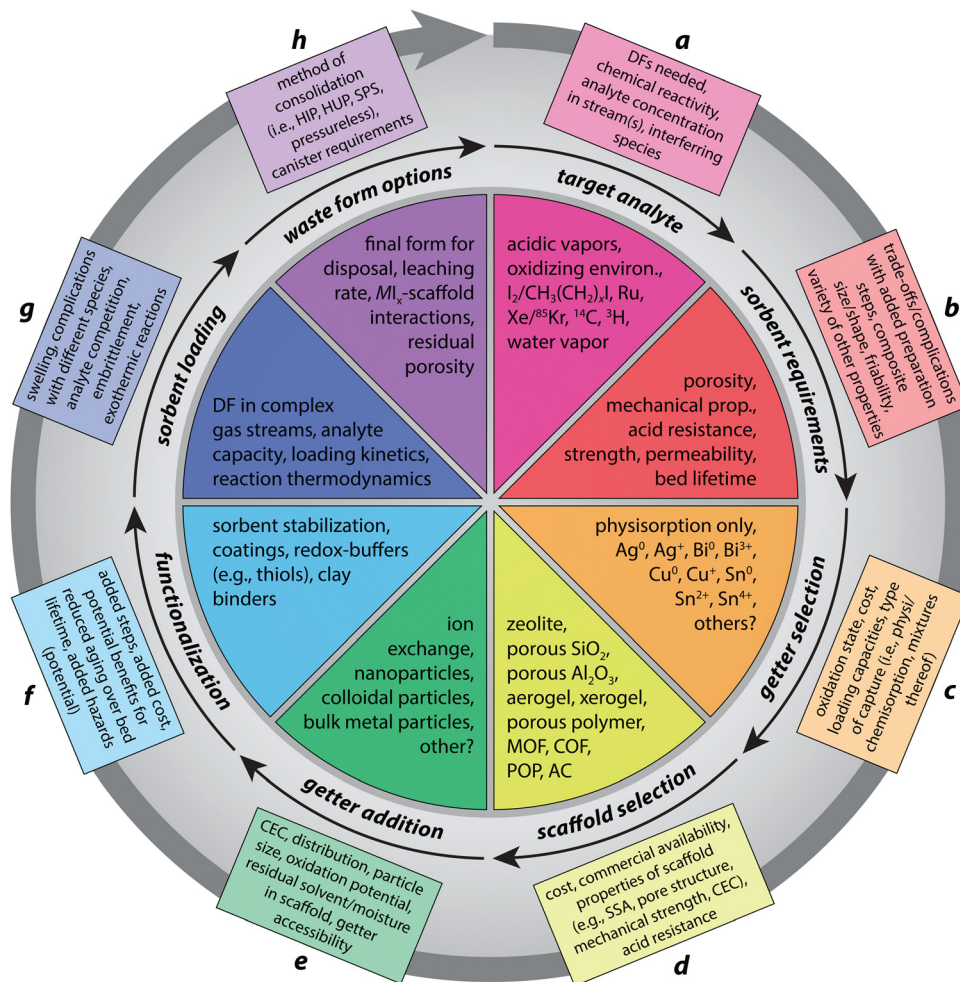 h
method of
consolidation
(i.e., HIP, HUP, SPS,
pressureless),
canister requirements
a
DFs needed,
chemical reactivity,
analyte concentration
in stream(s), interfering
species
waste form options
target analyte
final form for
disposal, leaching
rate, MIₓ-scaffold
interactions,
residual
porosity
acidic vapors,
oxidizing environ.,
I₂/CH₃(CH₂)ₓI, Ru,
Xe/⁸⁵Kr, ¹⁴C, ³H,
water vapor
g
swelling, complications
with different species,
analyte competition,
embrittlement,
exothermic reactions
sorbent loading
sorbent requirements
b
trade-offs/complications
with added preparation
steps, composite
size/shape, friability,
variety of other properties
DF in complex
gas streams, analyte
capacity, loading kinetics,
reaction thermodynamics
porosity,
mechanical prop.,
acid resistance,
strength, permeability,
bed lifetime
sorbent stabilization,
coatings, redox-buffers
(e.g., thiols), clay
binders
physisorption only,
Ag⁰, Ag⁺, Bi⁰, Bi³⁺,
Cu⁰, Cu⁺, Sn⁰,
Sn²⁺, Sn⁴⁺,
others?
functionalization
getter selection
f
added steps, added cost,
potential benefits for
reduced aging over bed
lifetime, added hazards
(potential)
c
oxidation state, cost,
loading capacities, type
of capture (i.e., physi/
chemisorption, mixtures
thereof)
ion
exchange,
nanoparticles,
colloidal particles,
bulk metal particles,
other?
zeolite,
porous SiO₂,
porous Al₂O₃,
aerogel, xerogel,
porous polymer,
MOF, COF,
POP, AC
getter addition
scaffold selection
CEC, distribution, particle
size, oxidation potential,
residual solvent/moisture
in scaffold, getter
accessibility
e
cost, commercial availability,
properties of scaffold
(e.g., SSA, pore structure,
mechanical strength, CEC),
acid resistance
d